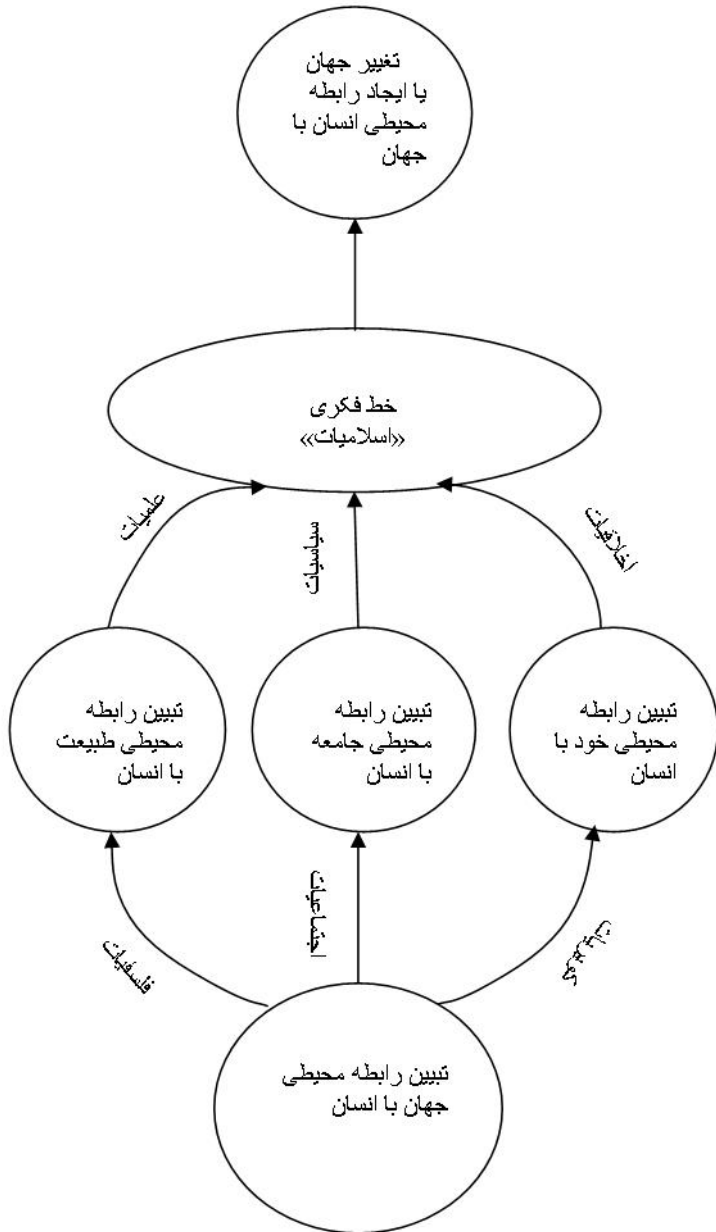 تغییر جهان
یا ایجاد رابطه
محیطی انسان با
جهان
خط فکری
«اسلامیات»
اخلاقیات
سیاسیات
علمیات
تبیین رابطه
محیطی خود با
انسان
تبیین رابطه
محیطی جامعه
با انسان
تبیین رابطه
محیطی طبیعت
با انسان
کویریات
اجتماعیات
فلسفیات
تبیین رابطه محیطی
جهان با انسان